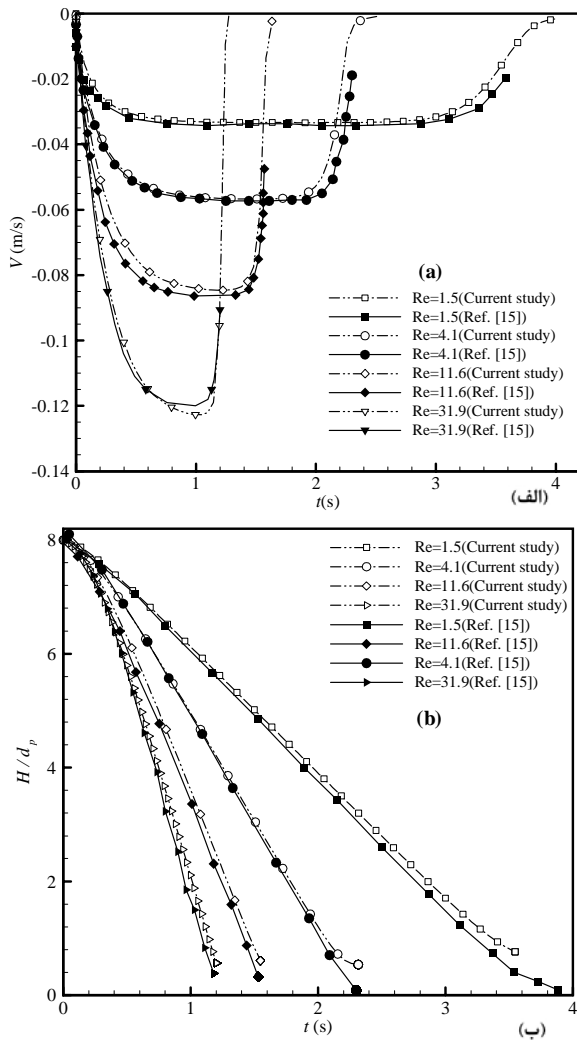 0
-0.02
-0.04
-0.06
-0.08
-0.1
-0.12
-0.14
V (m/s)
(a)
Re=1.5(Current study)
Re=1.5(Ref. [15])
Re=4.1(Current study)
Re=4.1(Ref. [15])
Re=11.6(Current study)
Re=11.6(Ref. [15])
Re=31.9(Current study)
Re=31.9(Ref. [15])
0 1 2 3 4
t(s)
(الف)
8
6
4
2
0
H / d_p
Re=1.5(Current study)
Re=4.1(Current study)
Re=11.6(Current study)
Re=31.9(Current study)
Re=1.5(Ref. [15])
Re=11.6(Ref. [15])
Re=4.1(Ref. [15])
Re=31.9(Ref. [15])
(b)
0 1 2 3 4
t (s)
(ب)